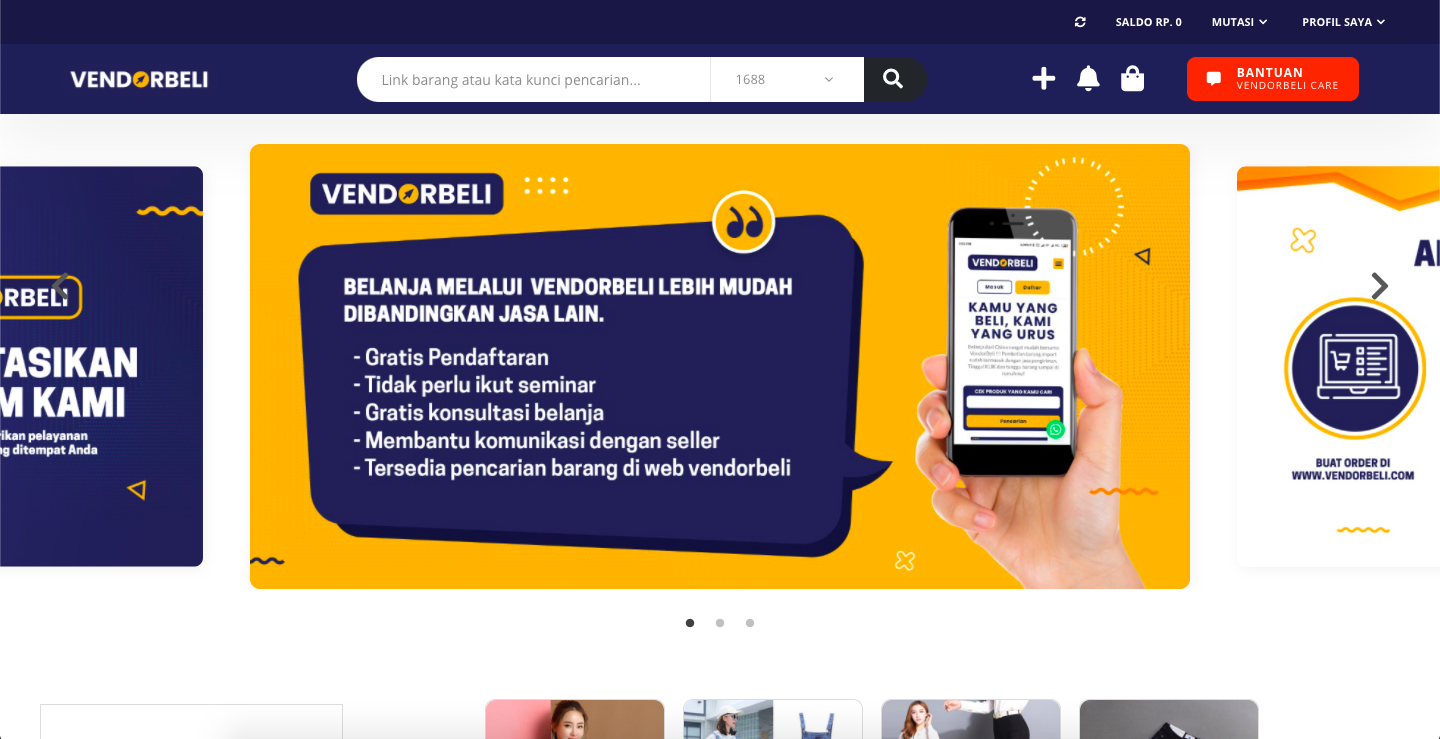 SALDO RP. 0 MUTASI PROFIL SAYA
VENDORBELI
Link barang atau kata kunci pencarian...
1688
BANTUAN
VENDORBELI CARE
RBELI
TASIKAN
M KAMI
rikan pelayanan
g ditempat Anda
VENDORBELI
BELANJA MELALUI VENDORBELI LEBIH MUDAH
DIBANDINGKAN JASA LAIN.
- Gratis Pendaftaran
- Tidak perlu ikut seminar
- Gratis konsultasi belanja
- Membantu komunikasi dengan seller
- Tersedia pencarian barang di web vendorbeli
VENDORBELI
Masuk Daftar
KAMU YANG
BELI, KAMI
YANG URUS
CEK PRODUK YANG KAMU CARI
Pencarian
BUAT ORDER DI
WWW.VENDORBELI.COM